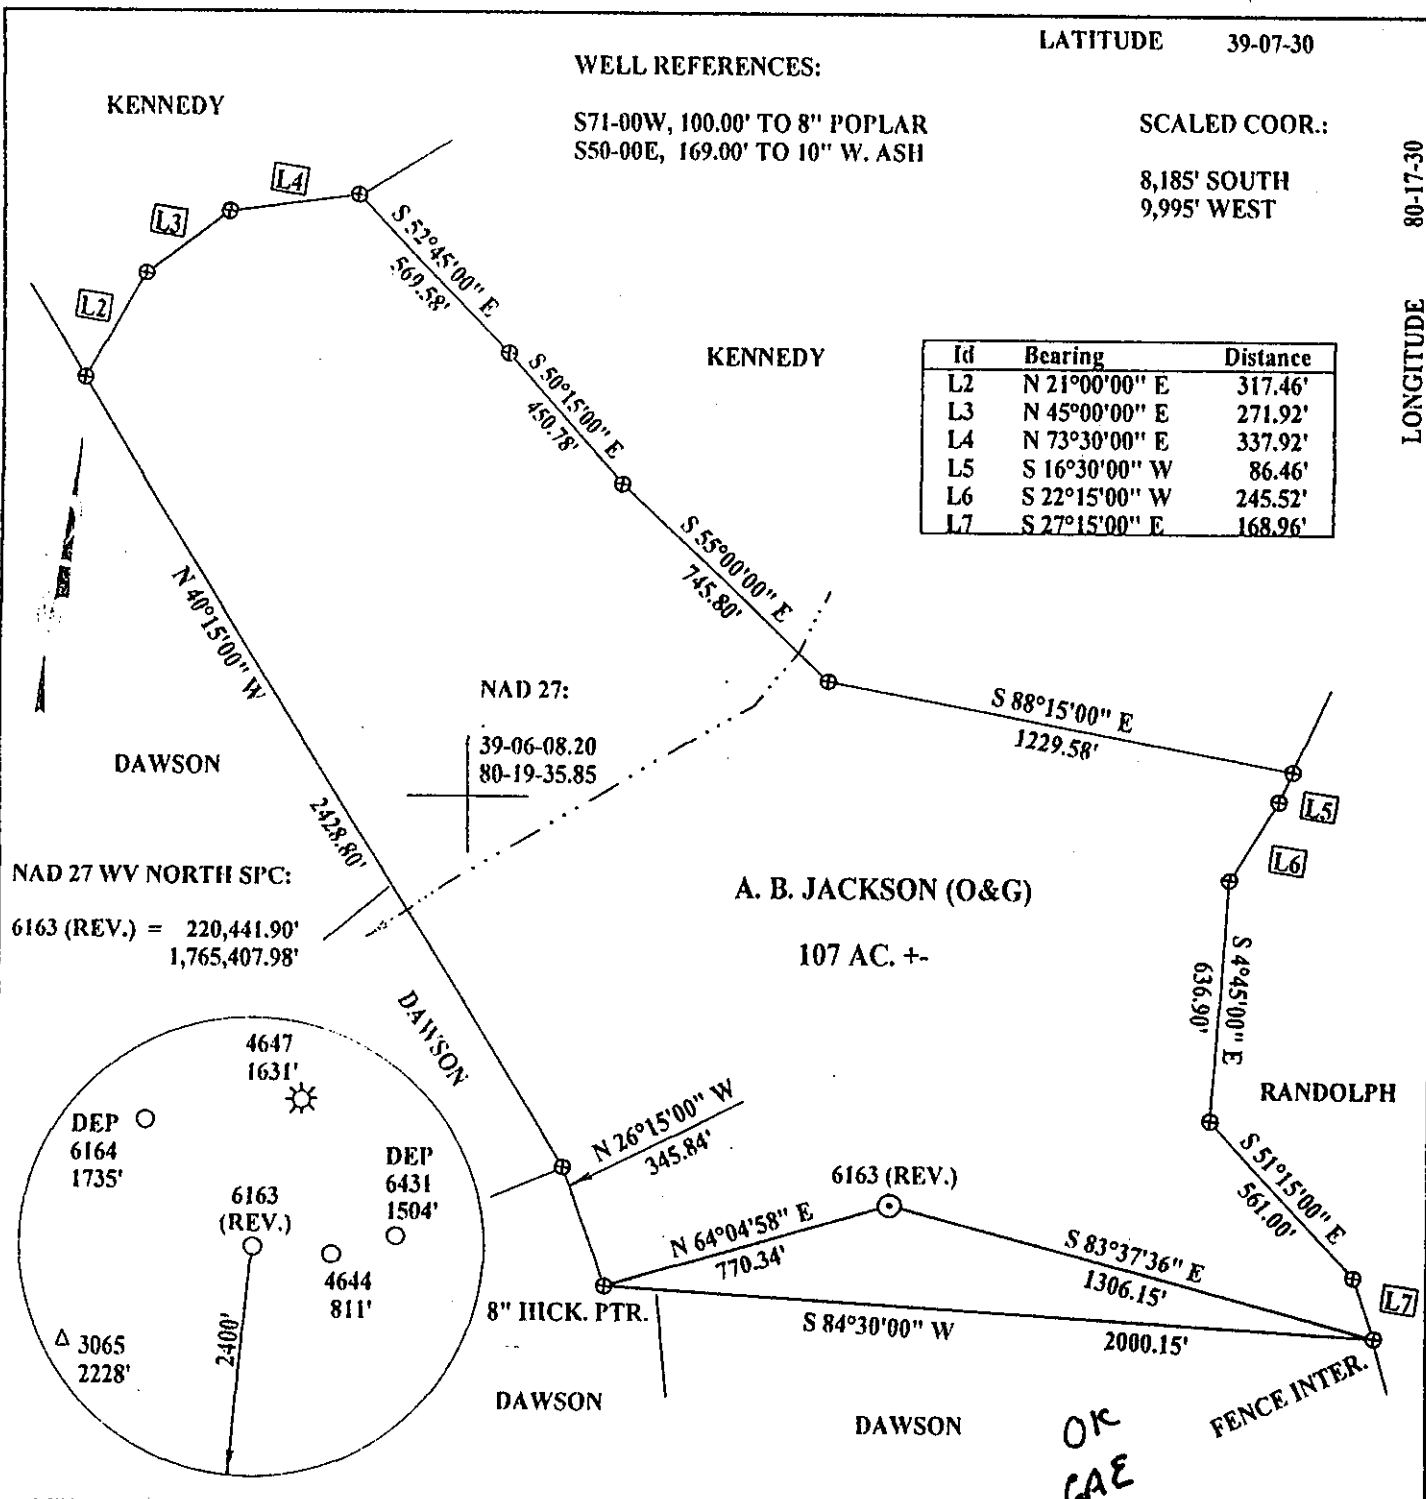 LATITUDE 39-07-30
WELL REFERENCES:
S71-00W, 100.00' TO 8" POPLAR
S50-00E, 169.00' TO 10" W. ASH
SCALED COOR.:
8,185' SOUTH
9,995' WEST
LONGITUDE 80-17-30
KENNEDY
L4
L3
L2
S 52°45'00" E
569.58'
S 50°15'00" E
450.78'
KENNEDY
Id Bearing Distance
L2 N 21°00'00" E 317.46'
L3 N 45°00'00" E 271.92'
L4 N 73°30'00" E 337.92'
L5 S 16°30'00" W 86.46'
L6 S 22°15'00" W 245.52'
L7 S 27°15'00" E 168.96'
S 55°00'00" E
745.80'
N 40°15'00" W
2428.80'
NAD 27:
39-06-08.20
80-19-35.85
S 88°15'00" E
1229.58'
DAWSON
L5
L6
NAD 27 WV NORTH SPC:
6163 (REV.) = 220,441.90'
1,765,407.98'
A. B. JACKSON (O&G)
107 AC. +-
S 4°45'00" E
636.90'
DAWSON
RANDOLPH
4647
1631'
DEP
6164
1735'
DEP
6431
1504'
6163
(REV.)
4644
811'
3065
2228'
2400'
N 26°15'00" W
345.84'
6163 (REV.)
N 64°04'58" E
770.34'
S 83°37'36" E
1306.15'
S 51°15'00" E
561.00'
L7
8" HICK. PTR.
S 84°30'00" W
2000.15'
FENCE INTER.
DAWSON
DAWSON
OK
GAE